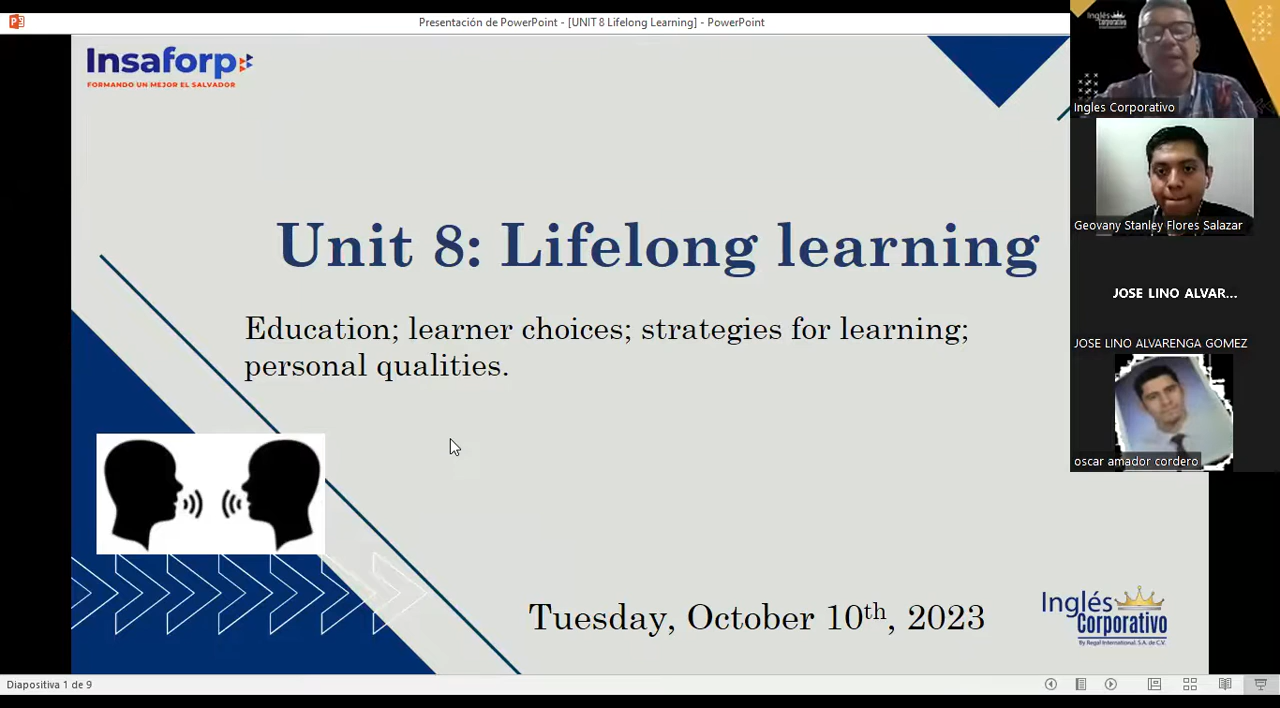 Presentación de PowerPoint - [UNIT 8 Lifelong Learning] - PowerPoint
Insaforp
FORMANDO UN MEJOR EL SALVADOR
Unit 8: Lifelong learning
Education; learner choices; strategies for learning;
personal qualities.
Tuesday, October 10th, 2023
Inglés
Corporativo
By Regal International, S.A. de C.V.
Diapositiva 1 de 9
Inglés
Corporativo
Ingles Corporativo
Geovany Stanley Flores Salazar
JOSE LINO ALVAR...
JOSE LINO ALVARENGA GOMEZ
oscar amador cordero